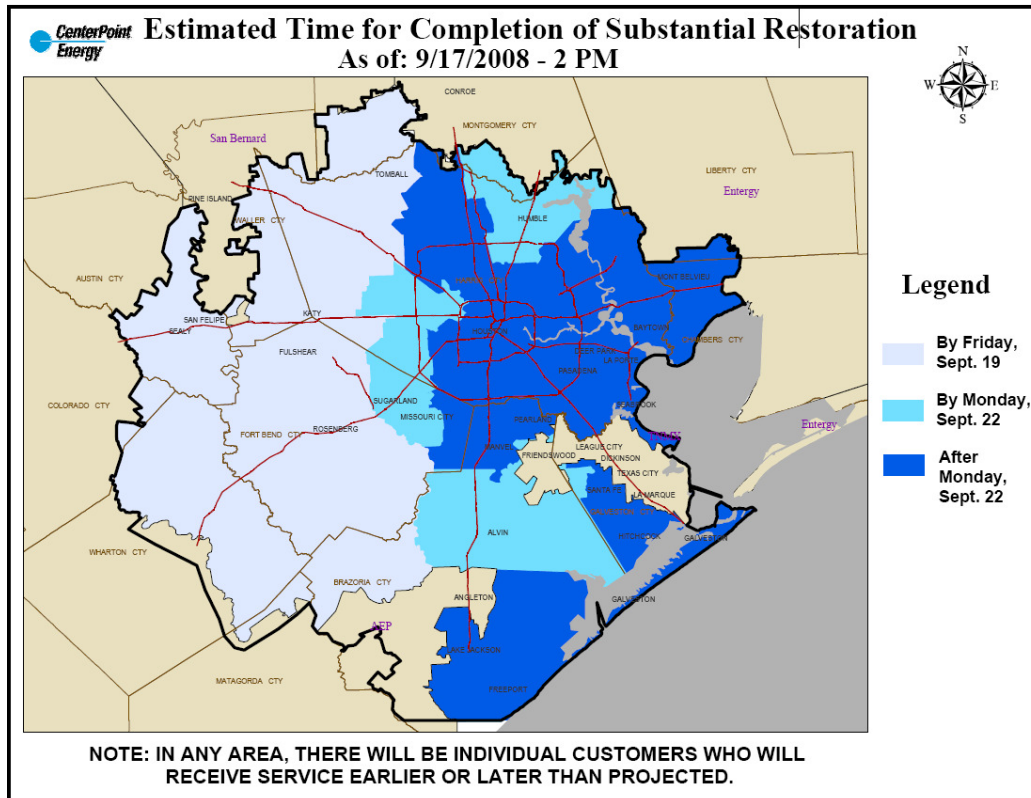 CenterPoint
Energy
Estimated Time for Completion of Substantial Restoration
As of: 9/17/2008 - 2 PM
N
W E
S
CONROE
MONTGOMERY CTY
San Bernard
LIBERTY CTY
Entergy
TOMBALL
PINE ISLAND
WALLER CTY
HUMBLE
AUSTIN CTY
MONT BELVIEU
SAN FELIPE
KATY
SEALY
HOUSTON
BAYTOWN
CHAMBERS CTY
FULSHEAR
DEER PARK
LA PORTE
PASADENA
COLORADO CTY
SUGARLAND
MISSOURI CITY
SEABROOK
ROSENBERG
PEARLAND
Entergy
FORT BEND CTY
MANVEL
LEAGUE CITY
FRIENDSWOOD
DICKINSON
TEXAS CITY
SANTA FE
LA MARQUE
ALVIN
HITCHCOCK
GALVESTON
WHARTON CTY
BRAZORIA CTY
ANGLETON
GALVESTON
AEP
LAKE JACKSON
MATAGORDA CTY
FREEPORT
Legend
By Friday,
Sept. 19
By Monday,
Sept. 22
After
Monday,
Sept. 22
NOTE: IN ANY AREA, THERE WILL BE INDIVIDUAL CUSTOMERS WHO WILL
RECEIVE SERVICE EARLIER OR LATER THAN PROJECTED.